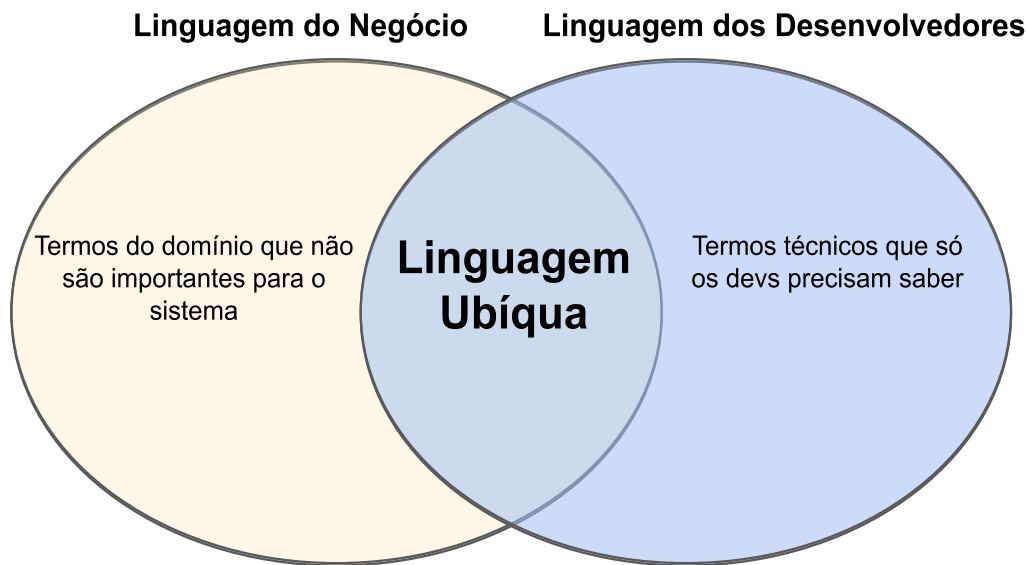 Linguagem do Negócio
Linguagem dos Desenvolvedores
Termos do domínio que não
são importantes para o
sistema
Linguagem
Ubíqua
Termos técnicos que só
os devs precisam saber